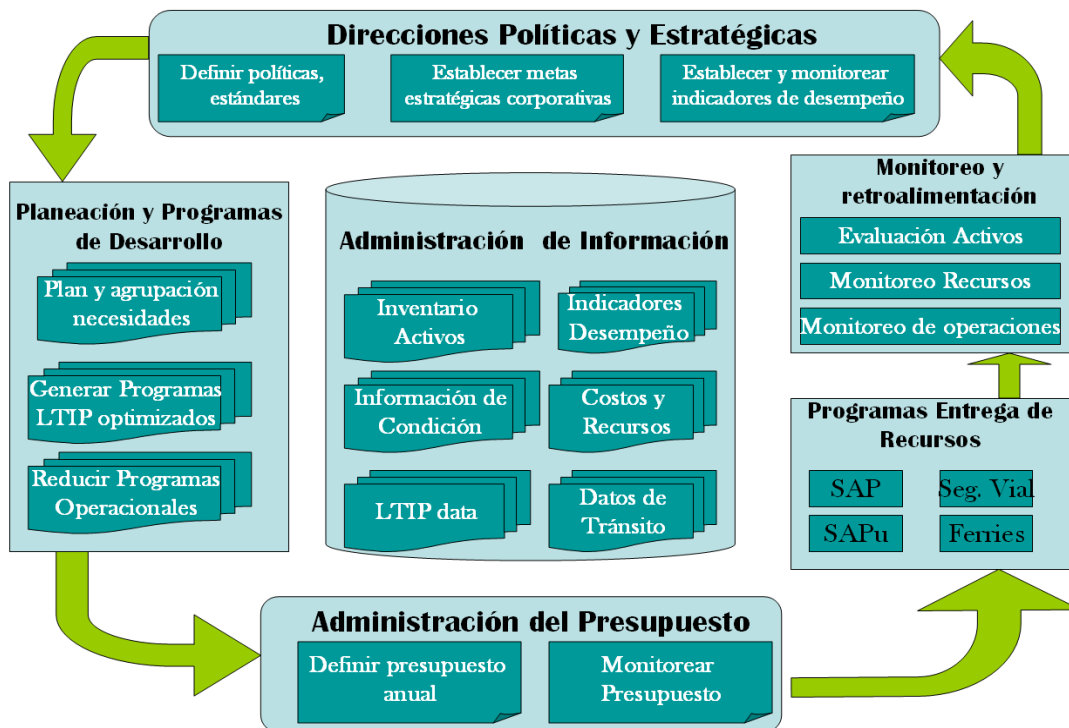 Direcciones Políticas y Estratégicas
Definir políticas,
estándares
Establecer metas
estratégicas corporativas
Establecer y monitorear
indicadores de desempeño
Planeación y Programas
de Desarrollo
Plan y agrupación
necesidades
Generar Programas
LTIP optimizados
Reducir Programas
Operacionales
Administración de Información
Inventario
Activos
Indicadores
Desempeño
Información de
Condición
Costos y
Recursos
LTIP data
Datos de
Tránsito
Monitoreo y
retroalimentación
Evaluación Activos
Monitoreo Recursos
Monitoreo de operaciones
Programas Entrega de
Recursos
SAP
Seg. Vial
SAPu
Ferries
Administración del Presupuesto
Definir presupuesto
anual
Monitorear
Presupuesto